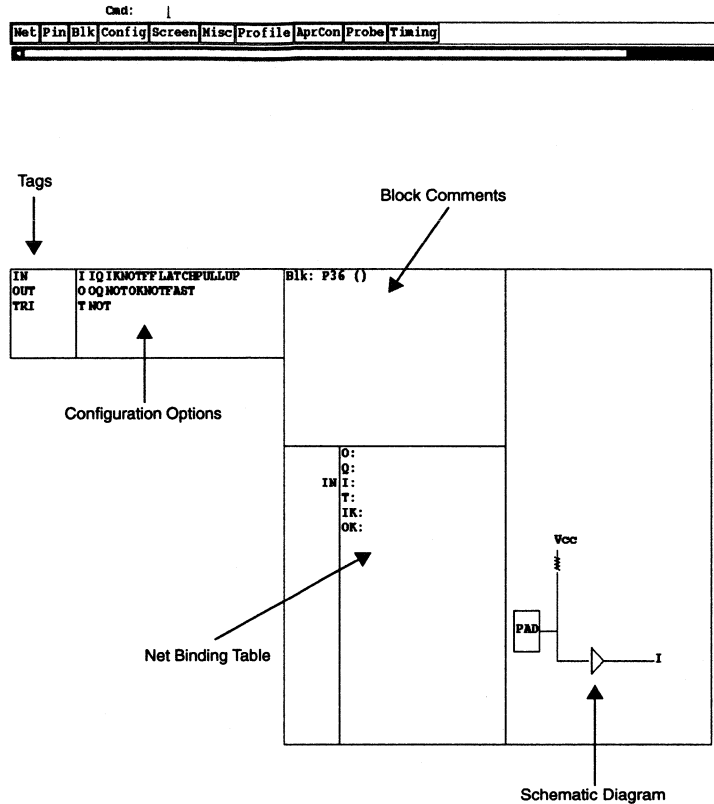 Cmd:
Net Pin Blk Config Screen Misc Profile AprCon Probe Timing
Tags
Block Comments
IN I IQ IKNOTFF LATCHPULLUP
OUT O OQ NOTOKNOTFAST
TRI T NOT
Blk: P36 ()
Configuration Options
O:
Q:
IN I:
T:
IK:
OK:
Vcc
PAD
I
Net Binding Table
Schematic Diagram